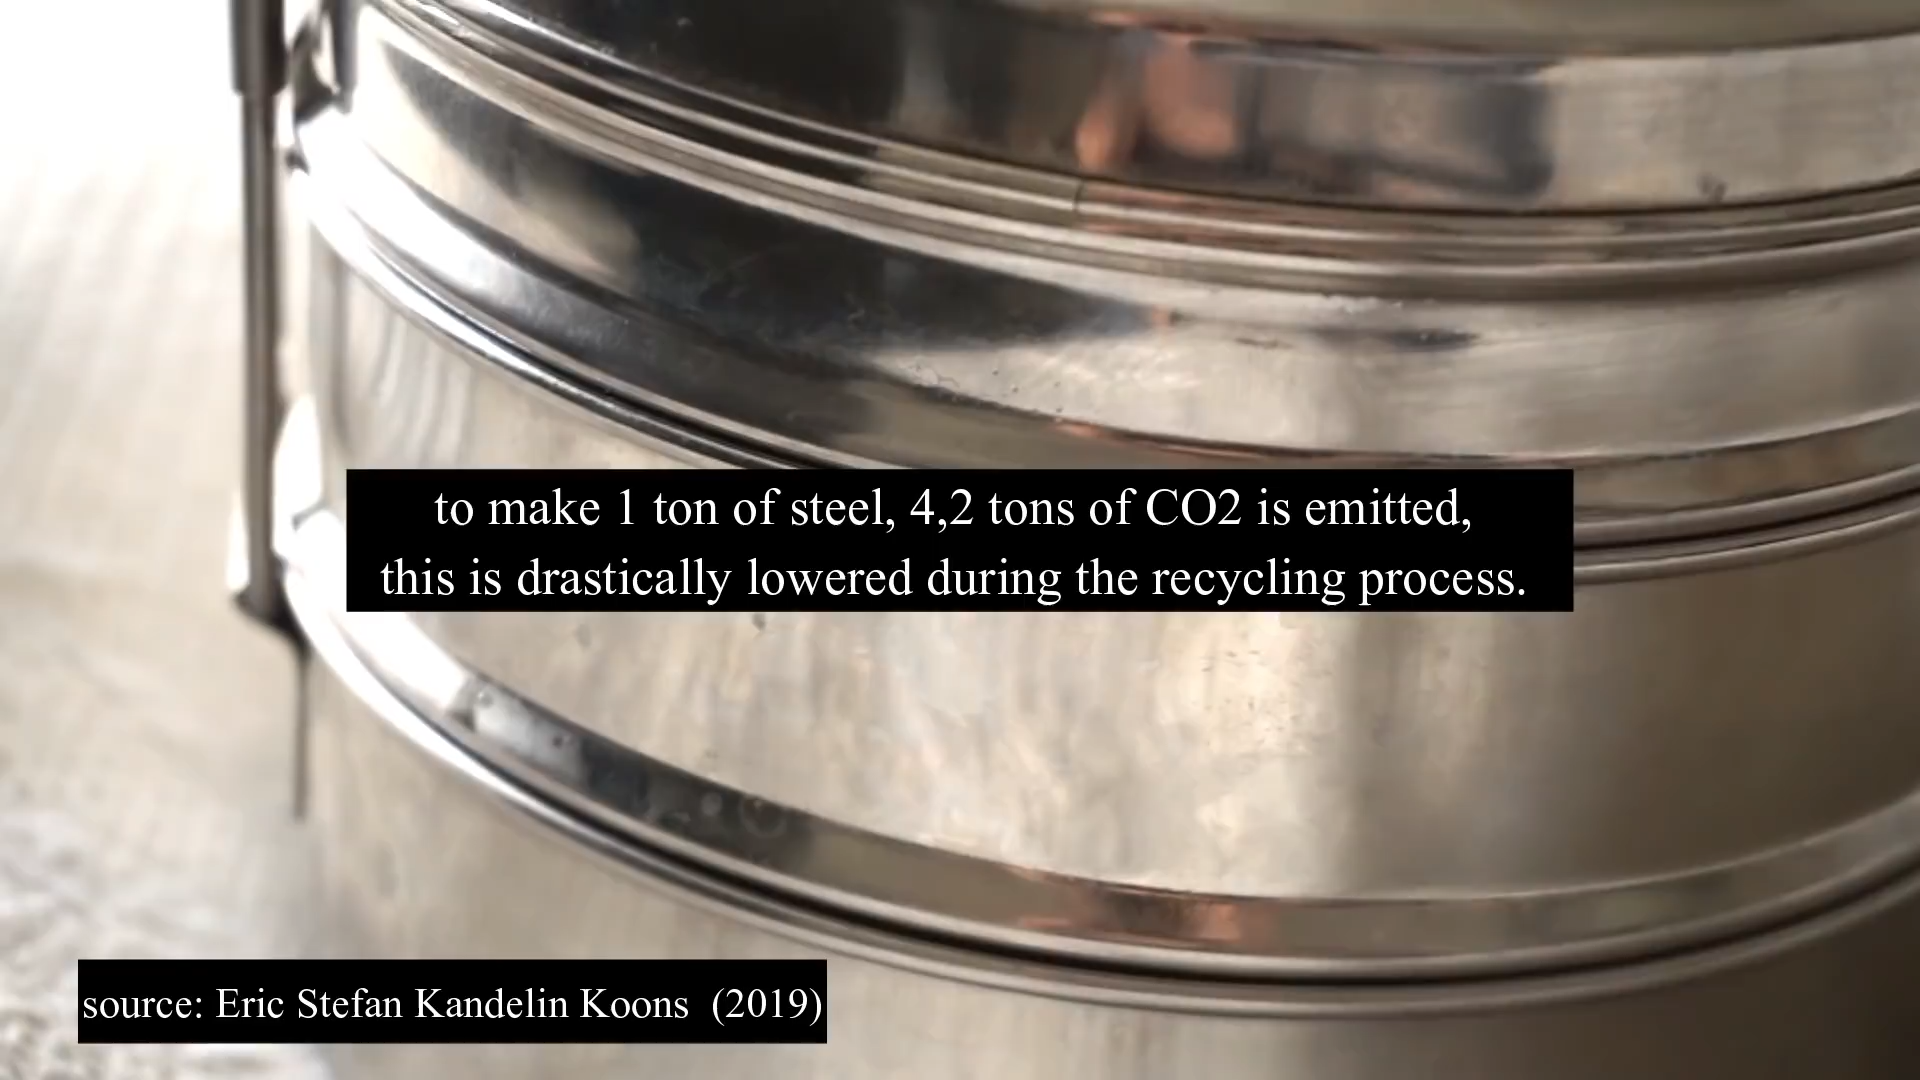 to make 1 ton of steel, 4,2 tons of CO2 is emitted,
this is drastically lowered during the recycling process.
source: Eric Stefan Kandelin Koons (2019)